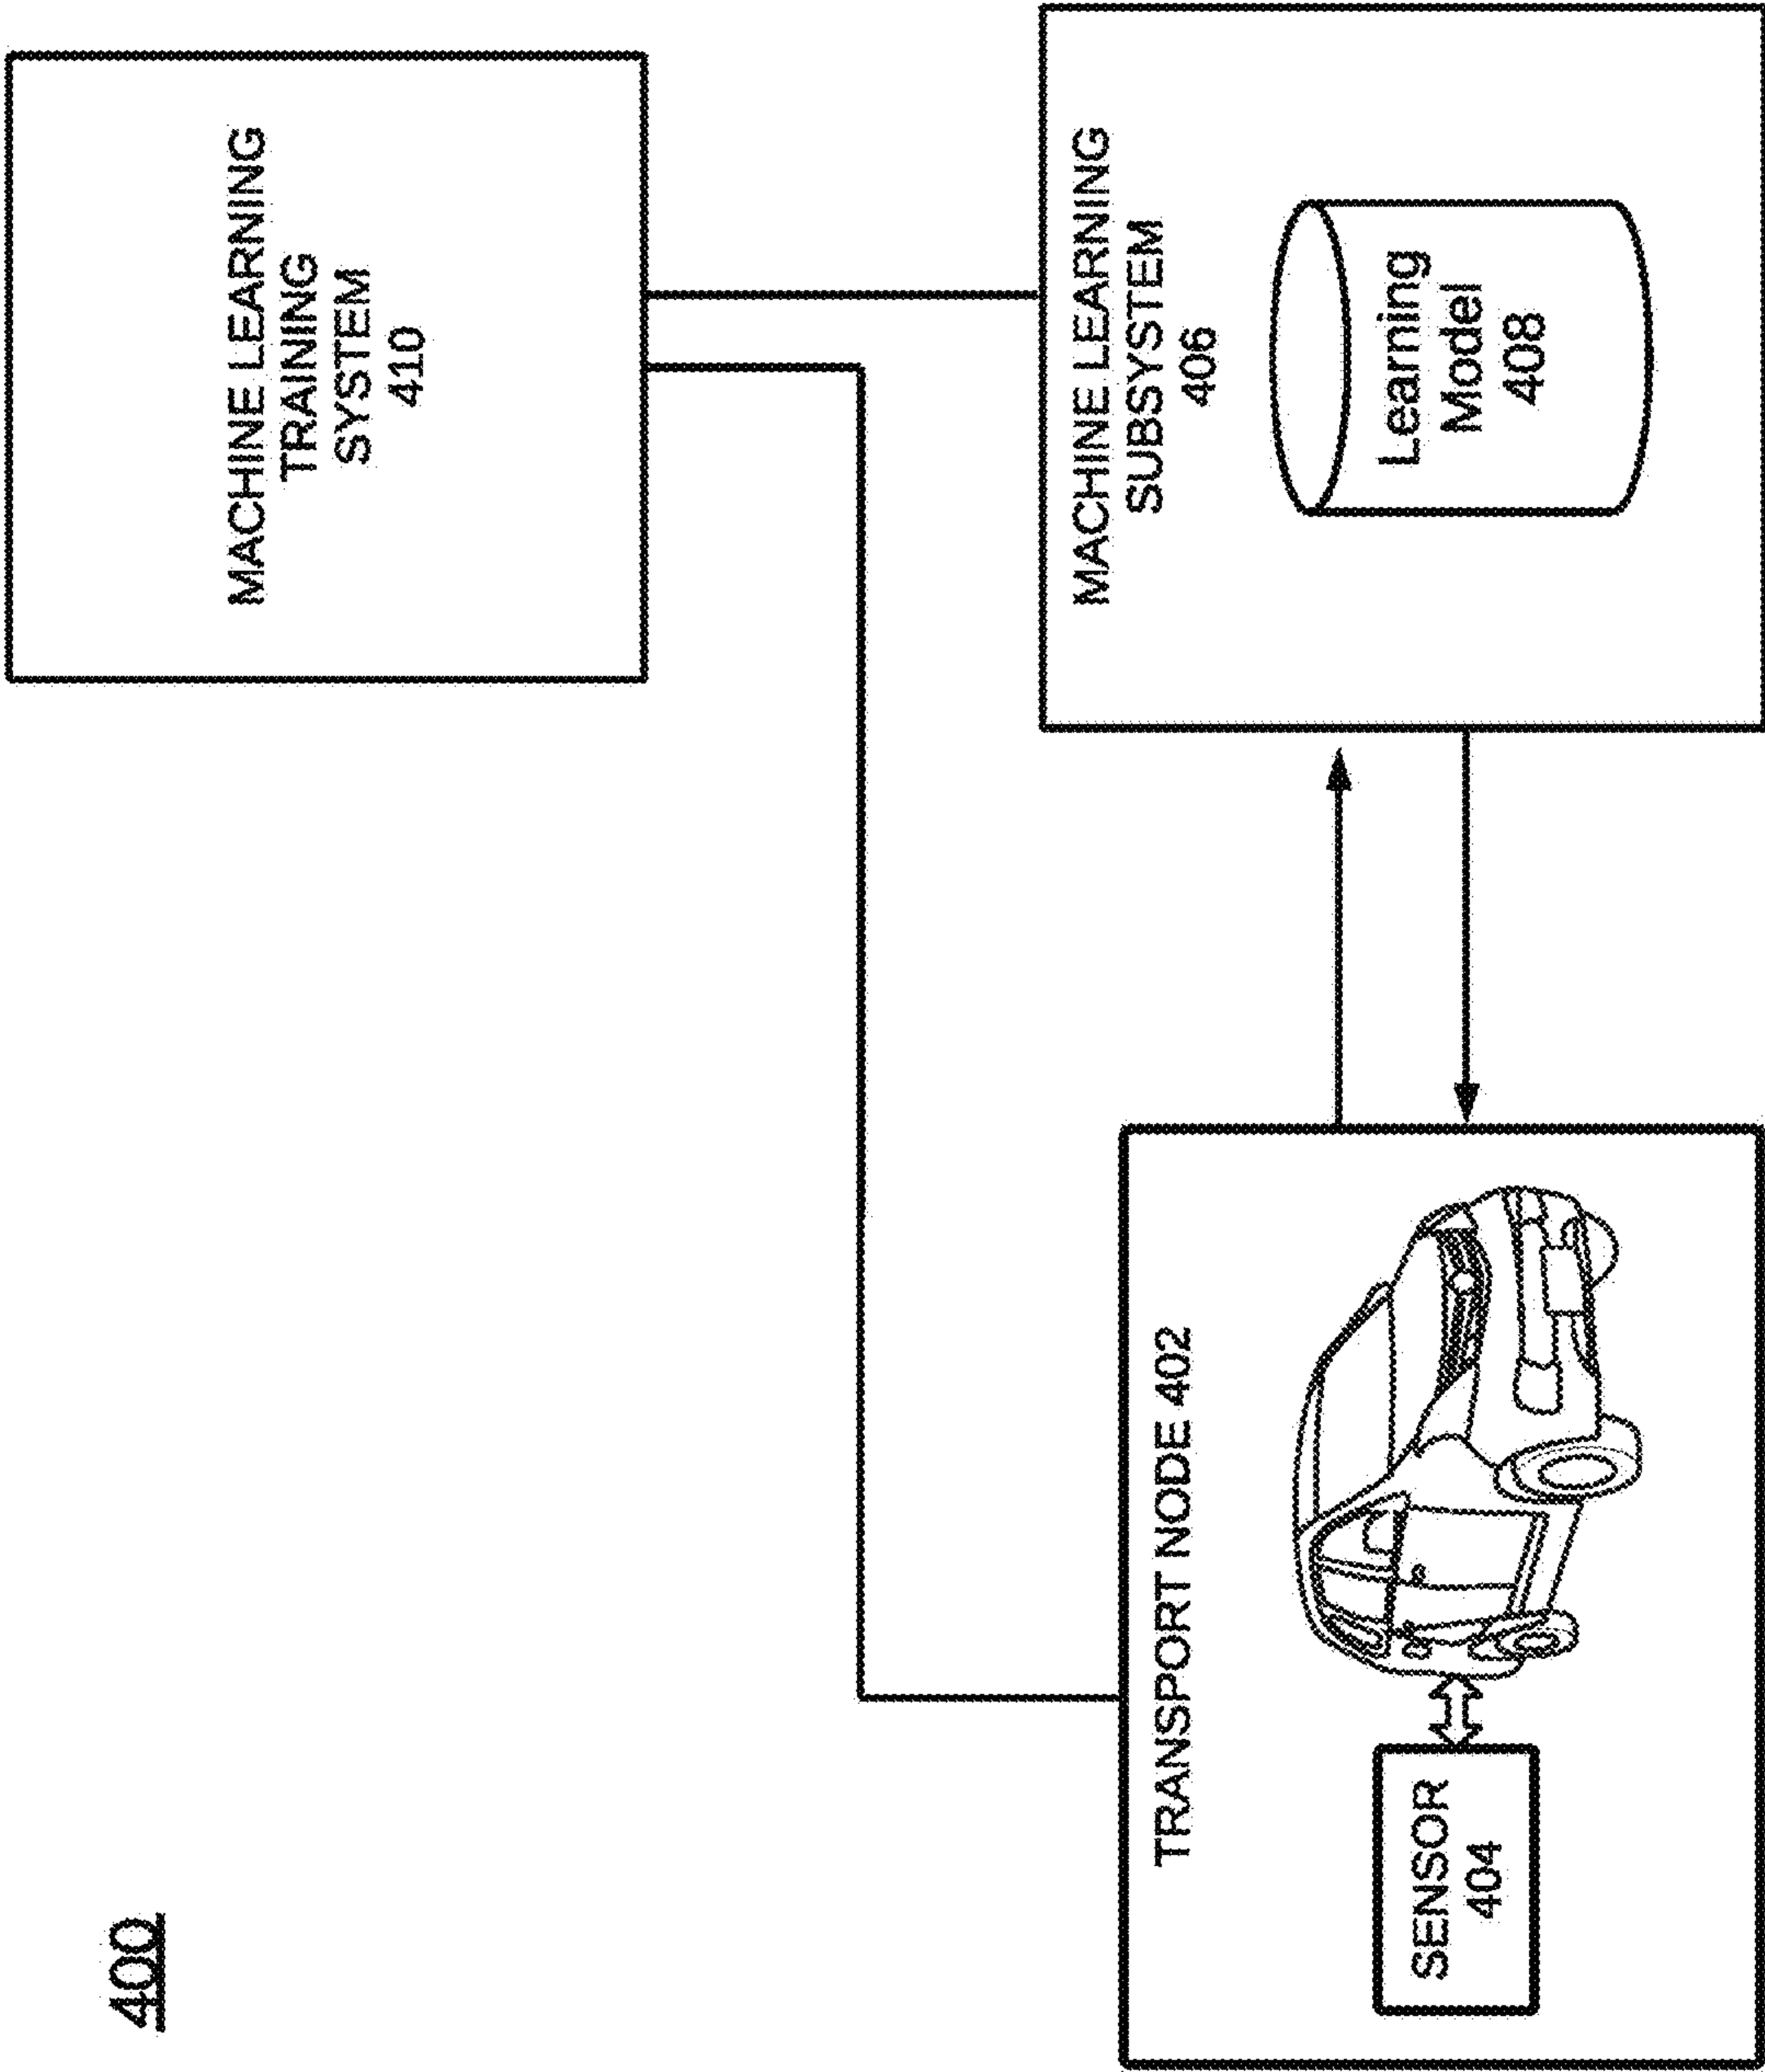 400
MACHINE LEARNING
TRAINING
SYSTEM
410
TRANSPORT NODE 402
SENSOR
404
MACHINE LEARNING
SUBSYSTEM
406
Learning
Model
408